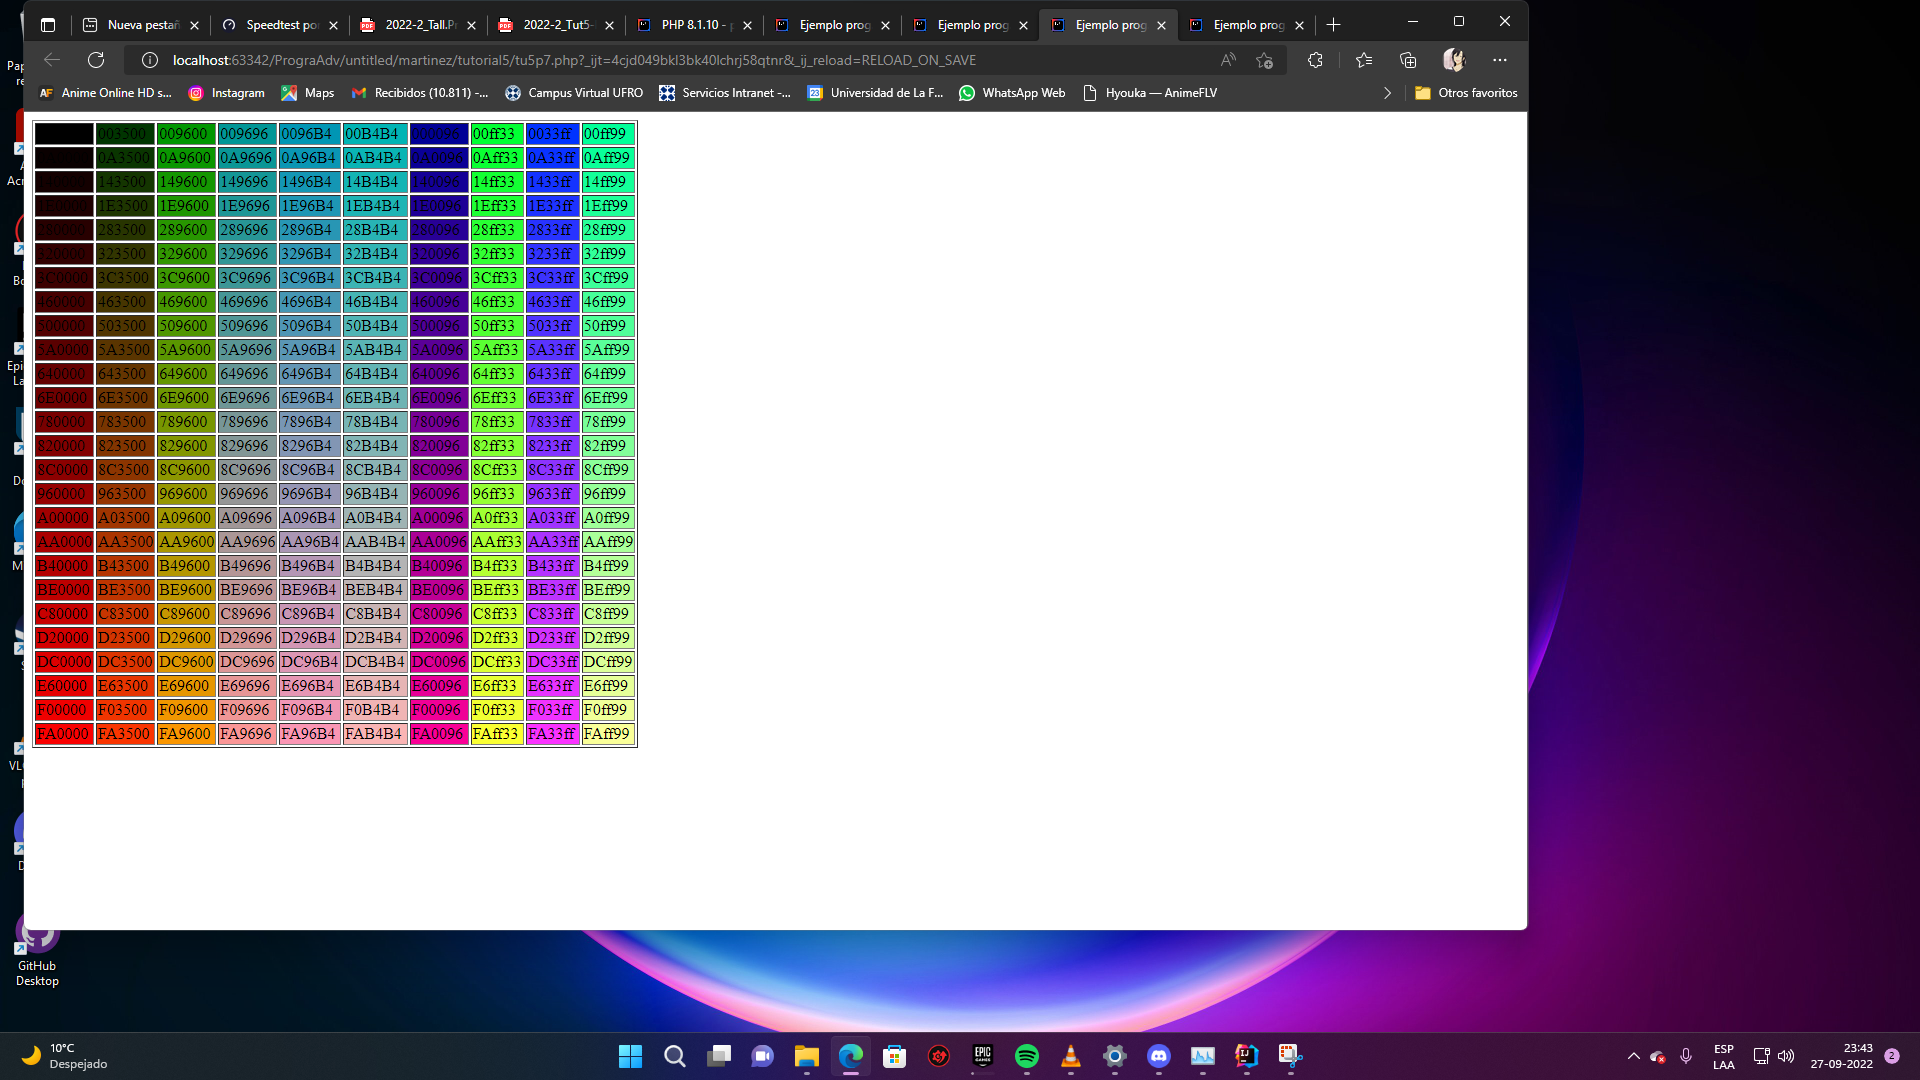 Nueva pestañ
Speedtest po
2022-2_Tall.Pr
2022-2_Tut5-
PHP 8.1.10 - p
Ejemplo prog
Ejemplo prog
Ejemplo prog
Ejemplo prog
localhost:63342/PrograAdv/untitled/martinez/tutorial5/tu5p7.php?_ijt=4cjd049bkl3bk40lchrj58qtnr&_ij_reload=RELOAD_ON_SAVE
Anime Online HD s... Instagram Maps Recibidos (10.811) -... Campus Virtual UFRO Servicios Intranet -... Universidad de La F... WhatsApp Web Hyouka — AnimeFLV Otros favoritos
003500 009600 009696 0096B4 00B4B4 000096 00ff33 0033ff 00ff99
0A3500 0A9600 0A9696 0A96B4 0AB4B4 0A0096 0Aff33 0A33ff 0Aff99
143500 149600 149696 1496B4 14B4B4 140096 14ff33 1433ff 14ff99
1E0000 1E3500 1E9600 1E9696 1E96B4 1EB4B4 1E0096 1Eff33 1E33ff 1Eff99
280000 283500 289600 289696 2896B4 28B4B4 280096 28ff33 2833ff 28ff99
320000 323500 329600 329696 3296B4 32B4B4 320096 32ff33 3233ff 32ff99
3C0000 3C3500 3C9600 3C9696 3C96B4 3CB4B4 3C0096 3Cff33 3C33ff 3Cff99
460000 463500 469600 469696 4696B4 46B4B4 460096 46ff33 4633ff 46ff99
500000 503500 509600 509696 5096B4 50B4B4 500096 50ff33 5033ff 50ff99
5A0000 5A3500 5A9600 5A9696 5A96B4 5AB4B4 5A0096 5Aff33 5A33ff 5Aff99
640000 643500 649600 649696 6496B4 64B4B4 640096 64ff33 6433ff 64ff99
6E0000 6E3500 6E9600 6E9696 6E96B4 6EB4B4 6E0096 6Eff33 6E33ff 6Eff99
780000 783500 789600 789696 7896B4 78B4B4 780096 78ff33 7833ff 78ff99
820000 823500 829600 829696 8296B4 82B4B4 820096 82ff33 8233ff 82ff99
8C0000 8C3500 8C9600 8C9696 8C96B4 8CB4B4 8C0096 8Cff33 8C33ff 8Cff99
960000 963500 969600 969696 9696B4 96B4B4 960096 96ff33 9633ff 96ff99
A00000 A03500 A09600 A09696 A096B4 A0B4B4 A00096 A0ff33 A033ff A0ff99
AA0000 AA3500 AA9600 AA9696 AA96B4 AAB4B4 AA0096 AAff33 AA33ff AAff99
B40000 B43500 B49600 B49696 B496B4 B4B4B4 B40096 B4ff33 B433ff B4ff99
BE0000 BE3500 BE9600 BE9696 BE96B4 BEB4B4 BE0096 BEff33 BE33ff BEff99
C80000 C83500 C89600 C89696 C896B4 C8B4B4 C80096 C8ff33 C833ff C8ff99
D20000 D23500 D29600 D29696 D296B4 D2B4B4 D20096 D2ff33 D233ff D2ff99
DC0000 DC3500 DC9600 DC9696 DC96B4 DCB4B4 DC0096 DCff33 DC33ff DCff99
E60000 E63500 E69600 E69696 E696B4 E6B4B4 E60096 E6ff33 E633ff E6ff99
F00000 F03500 F09600 F09696 F096B4 F0B4B4 F00096 F0ff33 F033ff F0ff99
FA0000 FA3500 FA9600 FA9696 FA96B4 FAB4B4 FA0096 FAff33 FA33ff FAff99
GitHub
Desktop
10°C
Despejado
EPIC
GAMES
ESP
LAA
23:43
27-09-2022
2